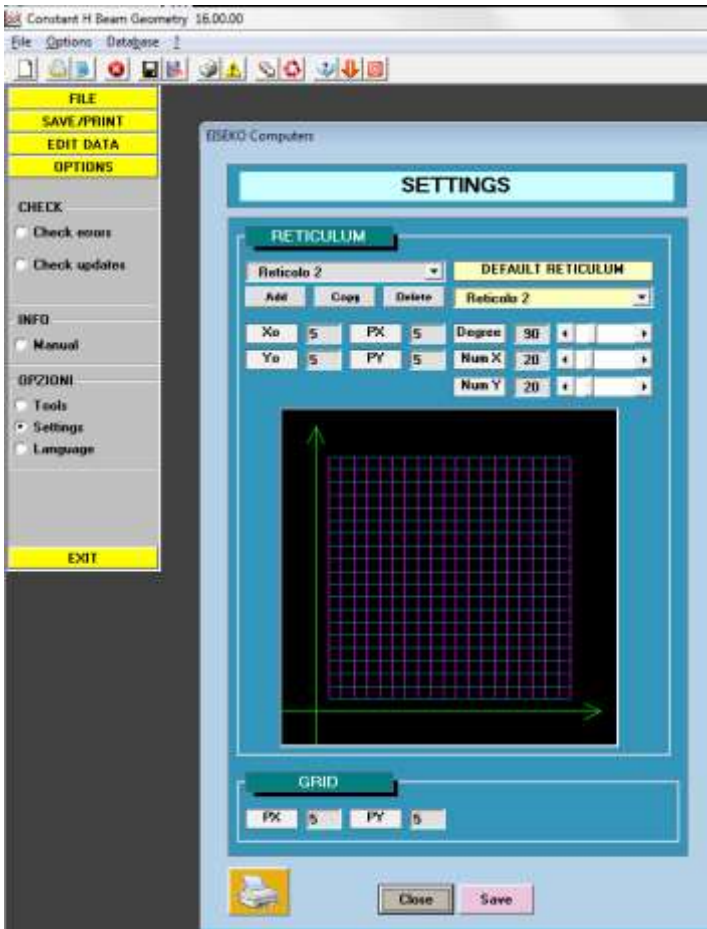 Constant H Beam Geometry 16.00.00
File Options Database ?
FILE
SAVE/PRINT
EDIT DATA
OPTIONS
CHECK
Check errors
Check updates
INFO
Manual
OPZIONI
Tools
Settings
Language
EXIT
EISEKO Computers
SETTINGS
RETICULUM
Reticolo 2
DEFAULT RETICULUM
Add Copy Delete
Reticolo 2
Xo 5 PX 5 Degree 90
Yo 5 PY 5 Num X 20
Num Y 20
GRID
PX 5 PY 5
Close Save